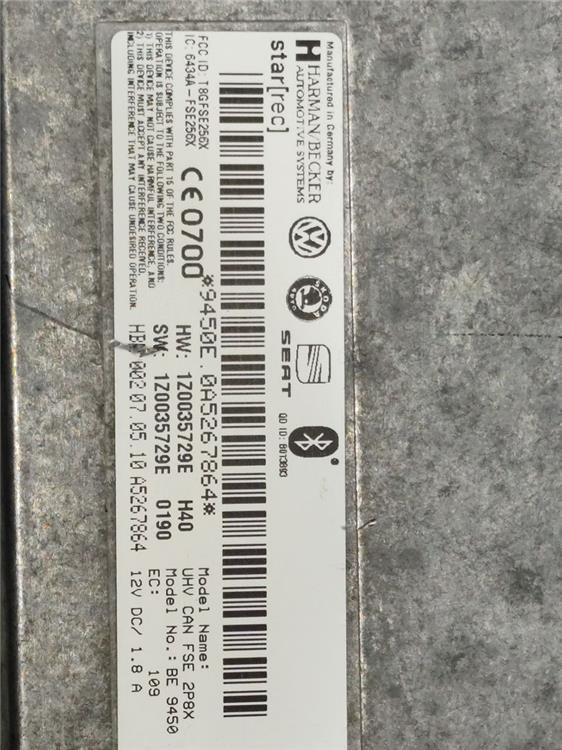 Manufactured in Germany by:
HARMAN/BECKER
AUTOMOTIVE SYSTEMS
star[rec]
SKODA
AUTO
SEAT
QD ID: B013893
FCC ID: T8GFSE256X
IC: 6434A-FSE256X
THIS DEVICE COMPLIES WITH PART 15 OF THE FCC RULES.
OPERATION IS SUBJECT TO THE FOLLOWING TWO CONDITIONS:
1) THIS DEVICE MAY NOT CAUSE HARMFUL INTERFERENCE, AND
2) THIS DEVICE MUST ACCEPT ANY INTERFERENCE RECEIVED,
INCLUDING INTERFERENCE THAT MAY CAUSE UNDESIRED OPERATION.
CE0700
*9450E.0A5267864*
HW: 1Z0035729E H40
SW: 1Z0035729E 0190
07.05.10 A5267864
Model Name:
UHV CAN FSE 2P8X
Model No.: BE 9450
EC: 109
12V DC/ 1.8 A